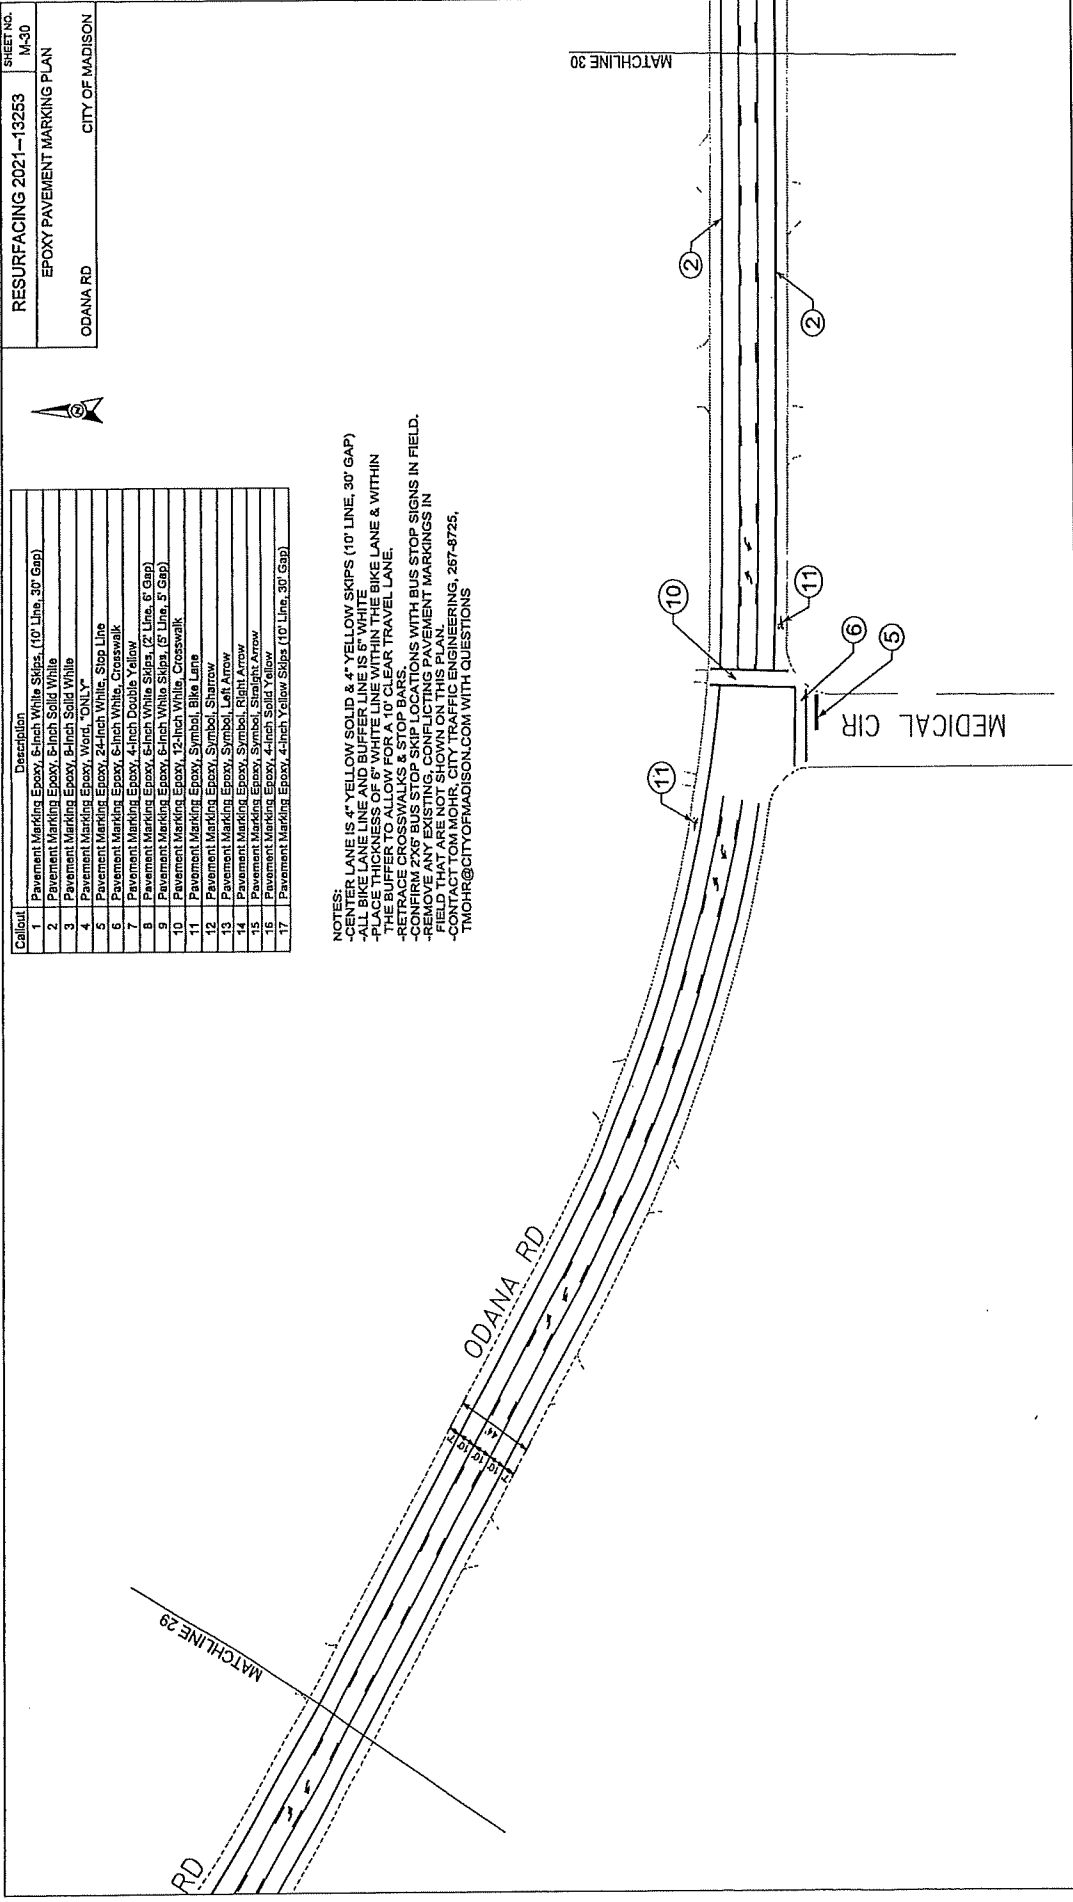 RESURFACING 2021-13253
SHEET NO.
M-30
EPOXY PAVEMENT MARKING PLAN
ODANA RD
CITY OF MADISON
Callout Description
1 Pavement Marking Epoxy, 6-Inch White Skips, (10' Line, 30' Gap)
2 Pavement Marking Epoxy, 6-Inch Solid White
3 Pavement Marking Epoxy, 8-Inch Solid White
4 Pavement Marking Epoxy, Word, "ONLY"
5 Pavement Marking Epoxy, 24-Inch White, Stop Line
6 Pavement Marking Epoxy, 6-Inch White, Crosswalk
7 Pavement Marking Epoxy, 4-Inch Double Yellow
8 Pavement Marking Epoxy, 6-Inch White Skips, (2' Line, 6' Gap)
9 Pavement Marking Epoxy, 6-Inch White Skips, (5' Line, 5' Gap)
10 Pavement Marking Epoxy, 12-Inch White, Crosswalk
11 Pavement Marking Epoxy, Symbol, Bike Lane
12 Pavement Marking Epoxy, Symbol, Sharrow
13 Pavement Marking Epoxy, Symbol, Left Arrow
14 Pavement Marking Epoxy, Symbol, Right Arrow
15 Pavement Marking Epoxy, Symbol, Straight Arrow
16 Pavement Marking Epoxy, 4-Inch Solid Yellow
17 Pavement Marking Epoxy, 4-Inch Yellow Skips (10' Line, 30' Gap)
N
NOTES:
-CENTER LANE IS 4" YELLOW SOLID & 4" YELLOW SKIPS (10' LINE, 30' GAP)
-ALL BIKE LANE LINE AND BUFFER LINE IS 6" WHITE
-PLACE THICKNESS OF 6" WHITE LINE WITHIN THE BIKE LANE & WITHIN
THE BUFFER TO ALLOW FOR A 10' CLEAR TRAVEL LANE.
-RETRACE CROSSWALKS & STOP BARS.
-CONFIRM 2X6' BUS STOP SKIP LOCATIONS WITH BUS STOP SIGNS IN FIELD.
-REMOVE ANY EXISTING, CONFLICTING PAVEMENT MARKINGS IN
FIELD THAT ARE NOT SHOWN ON THIS PLAN.
-CONTACT TOM MOHR, CITY TRAFFIC ENGINEERING, 267-8725,
TMOHR@CITYOFMADISON.COM WITH QUESTIONS
RD
MATCHLINE 29
7'
10'
10'
10'
7'
44'
ODANA RD
11
10
2
MATCHLINE 30
11
6
5
2
MEDICAL CIR